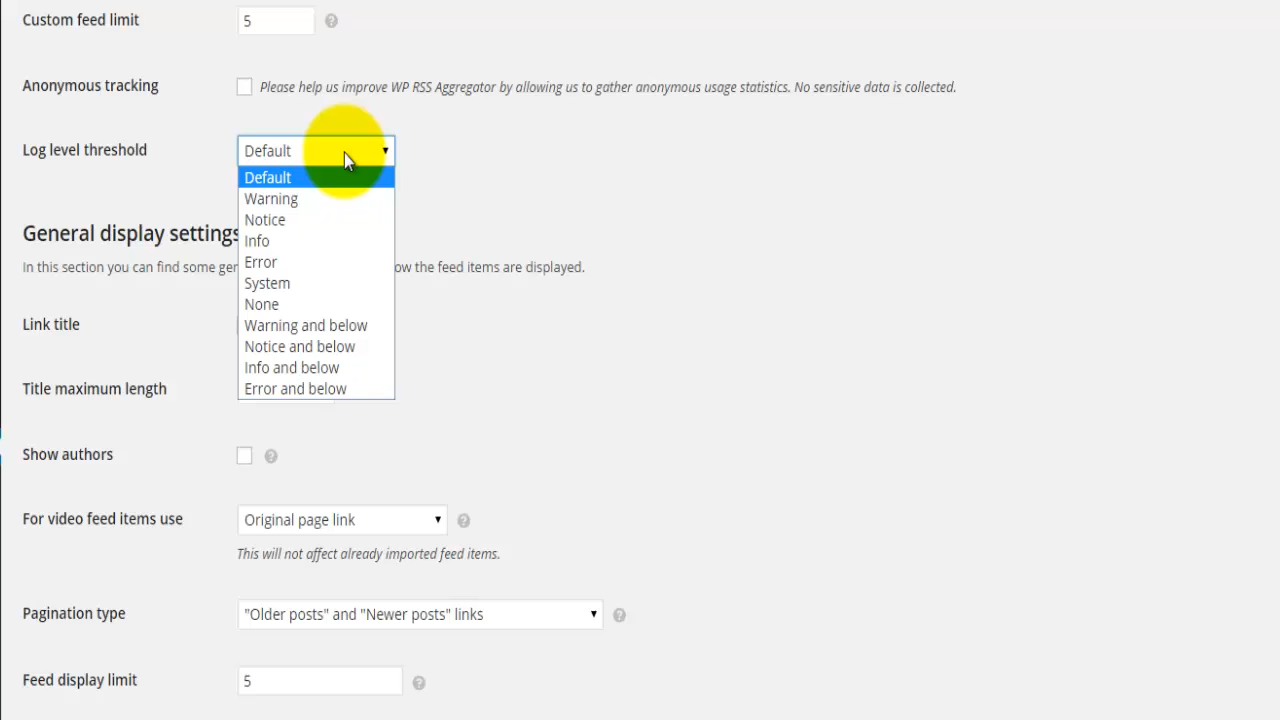 Custom feed limit 5 ?
Anonymous tracking Please help us improve WP RSS Aggregator by allowing us to gather anonymous usage statistics. No sensitive data is collected.
Log level threshold Default
Default
Warning
Notice
General display settings
Info
In this section you can find some ger ow the feed items are displayed.
Error
System
None
Link title Warning and below
Notice and below
Info and below
Title maximum length Error and below
Show authors ?
For video feed items use Original page link ?
This will not affect already imported feed items.
Pagination type "Older posts" and "Newer posts" links ?
Feed display limit 5 ?